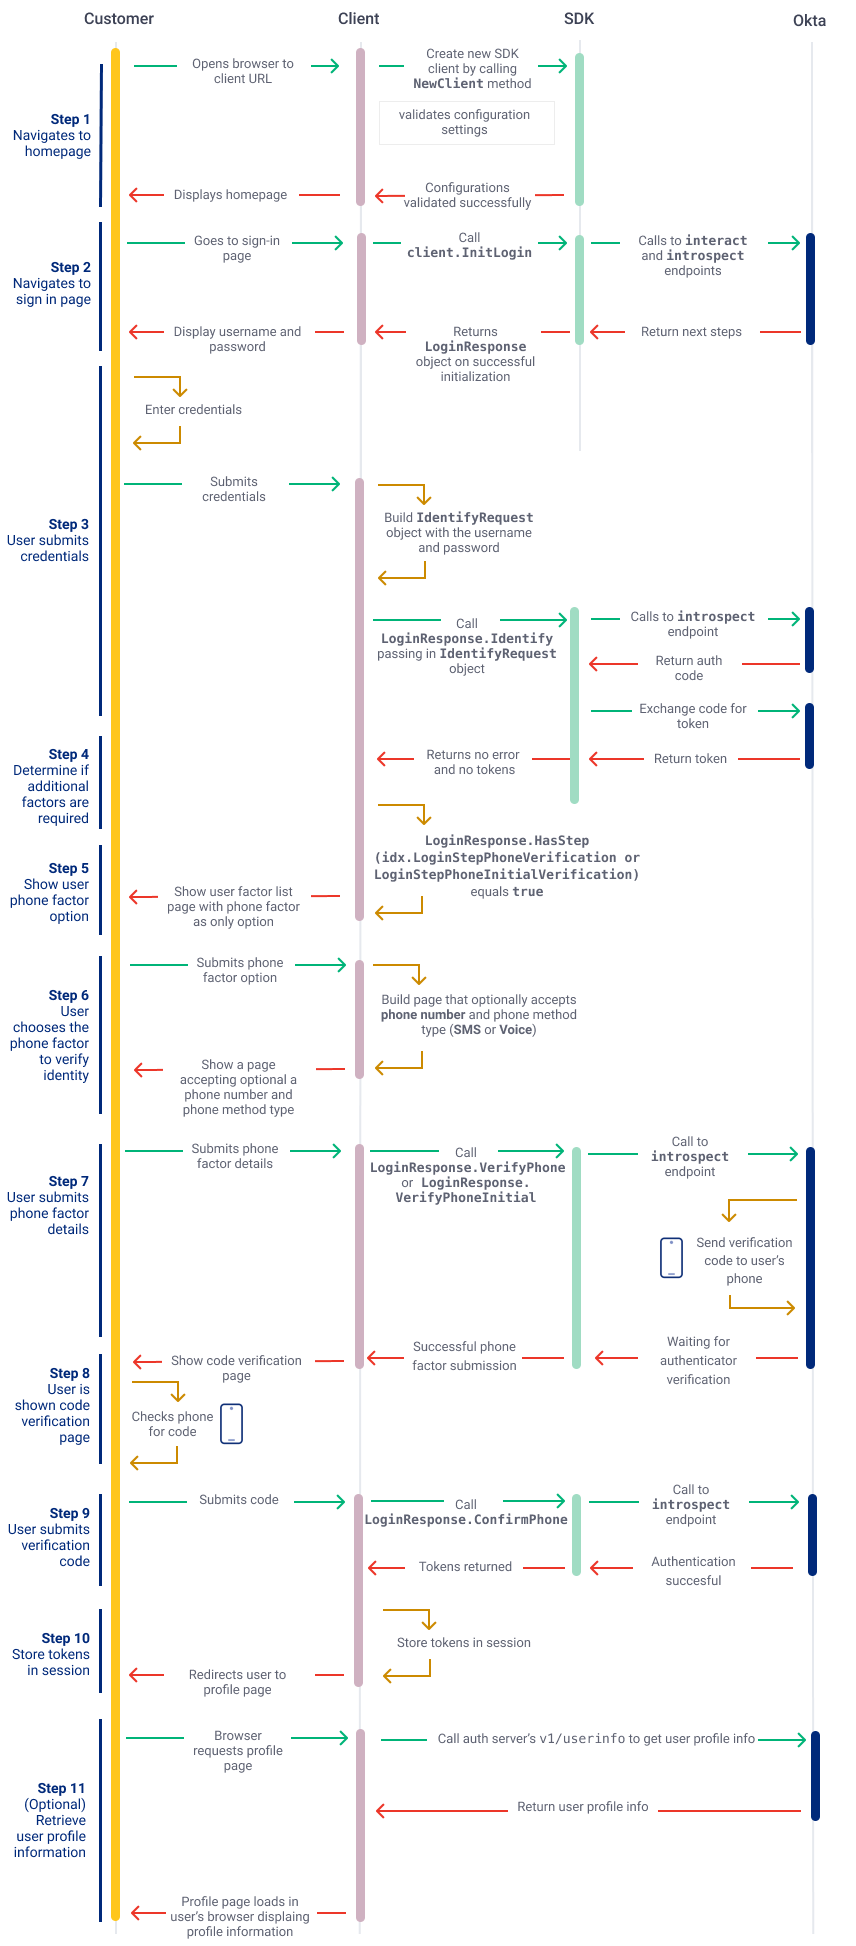 Customer
Client
SDK
Okta
Step 1
Navigates to
homepage
Opens browser to
client URL
Create new SDK
client by calling
NewClient method
validates configuration
settings
Configurations
validated successfully
Displays homepage
Step 2
Navigates to
sign in page
Goes to sign-in
page
Call
client.InitLogin
Calls to interact
and introspect
endpoints
Return next steps
Returns
LoginResponse
object on successful
initialization
Display username and
password
Step 3
User submits
credentials
Enter credentials
Submits
credentials
Build IdentifyRequest
object with the username
and password
Call
LoginResponse.Identify
passing in IdentifyRequest
object
Calls to introspect
endpoint
Return auth
code
Exchange code for
token
Step 4
Determine if
additional
factors are
required
Return token
Returns no error
and no tokens
LoginResponse.HasStep
(idx.LoginStepPhoneVerification or
LoginStepPhoneInitialVerification)
equals true
Step 5
Show user
phone factor
option
Show user factor list
page with phone factor
as only option
Step 6
User
chooses the
phone factor
to verify
identity
Submits phone
factor option
Build page that optionally accepts
phone number and phone method
type (SMS or Voice)
Show a page
accepting optional a
phone number and
phone method type
Step 7
User submits
phone factor
details
Submits phone
factor details
Call
LoginResponse.VerifyPhone
or LoginResponse.
VerifyPhoneInitial
Call to
introspect
endpoint
Send verification
code to user's
phone
Waiting for
authenticator
verification
Successful phone
factor submission
Show code verification
page
Step 8
User is
shown code
verification
page
Checks phone
for code
Step 9
User submits
verification
code
Submits code
Call
LoginResponse.ConfirmPhone
Call to
introspect
endpoint
Authentication
succesful
Tokens returned
Step 10
Store tokens
in session
Store tokens in session
Redirects user to
profile page
Step 11
(Optional)
Retrieve
user profile
information
Browser
requests profile
page
Call auth server's v1/userinfo to get user profile info
Return user profile info
Profile page loads in
user's browser displaing
profile information